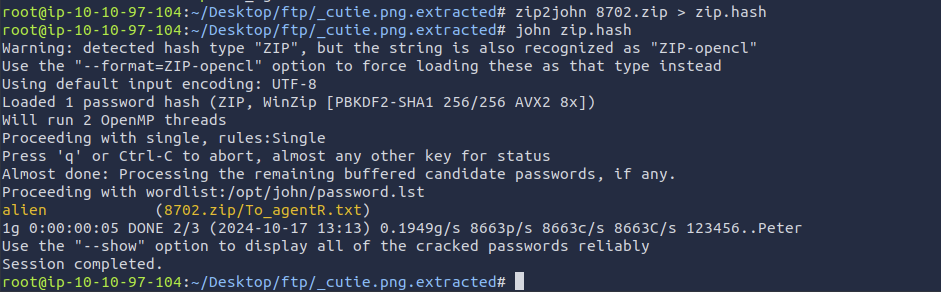 root@ip-10-10-97-104:~/Desktop/ftp/_cutie.png.extracted# zip2john 8702.zip > zip.hash
root@ip-10-10-97-104:~/Desktop/ftp/_cutie.png.extracted# john zip.hash
Warning: detected hash type "ZIP", but the string is also recognized as "ZIP-opencl"
Use the "--format=ZIP-opencl" option to force loading these as that type instead
Using default input encoding: UTF-8
Loaded 1 password hash (ZIP, WinZip [PBKDF2-SHA1 256/256 AVX2 8x])
Will run 2 OpenMP threads
Proceeding with single, rules:Single
Press 'q' or Ctrl-C to abort, almost any other key for status
Almost done: Processing the remaining buffered candidate passwords, if any.
Proceeding with wordlist:/opt/john/password.lst
alien            (8702.zip/To_agentR.txt)
1g 0:00:00:05 DONE 2/3 (2024-10-17 13:13) 0.1949g/s 8663p/s 8663c/s 8663C/s 123456..Peter
Use the "--show" option to display all of the cracked passwords reliably
Session completed.
root@ip-10-10-97-104:~/Desktop/ftp/_cutie.png.extracted#